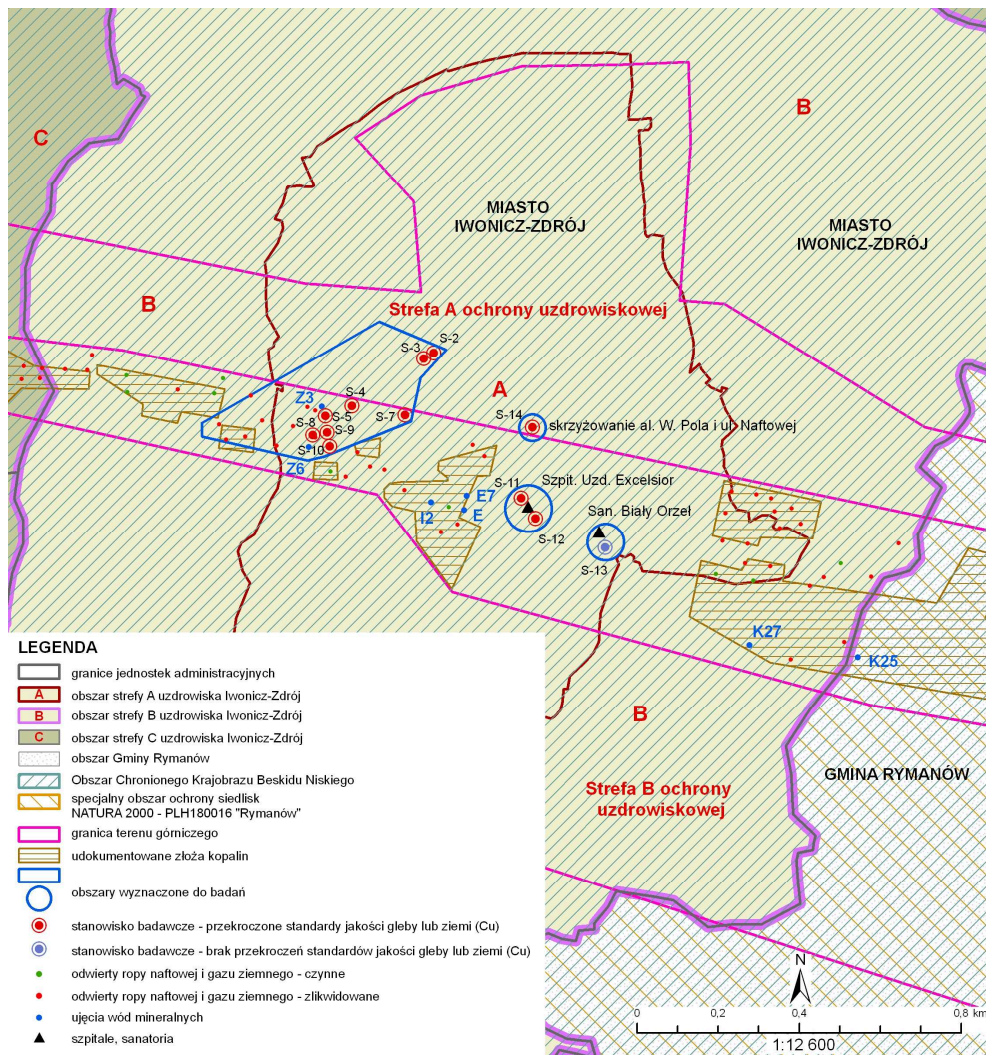 B
C
MIASTO
IWONICZ-ZDRÓJ
MIASTO
IWONICZ-ZDRÓJ
B
Strefa A ochrony uzdrowiskowej
S-2
S-3
A
Z3
S-4
S-5
S-7
S-8
S-9
S-10
Z6
S-14
skrzyżowanie al. W. Pola i ul. Naftowej
S-11
Szpit. Uzd. Excelsior
E7
I2
E
S-12
San. Biały Orzeł
S-13
K27
K25
B
GMINA RYMANÓW
Strefa B ochrony
uzdrowiskowej
LEGENDA
granice jednostek administracyjnych
A obszar strefy A uzdrowiska Iwonicz-Zdrój
B obszar strefy B uzdrowiska Iwonicz-Zdrój
C obszar strefy C uzdrowiska Iwonicz-Zdrój
obszar Gminy Rymanów
Obszar Chronionego Krajobrazu Beskidu Niskiego
specjalny obszar ochrony siedlisk
NATURA 2000 - PLH180016 "Rymanów"
granica terenu górniczego
udokumentowane złoża kopalin
obszary wyznaczone do badań
stanowisko badawcze - przekroczone standardy jakości gleby lub ziemi (Cu)
stanowisko badawcze - brak przekroczeń standardów jakości gleby lub ziemi (Cu)
odwierty ropy naftowej i gazu ziemnego - czynne
odwierty ropy naftowej i gazu ziemnego - zlikwidowane
ujęcia wód mineralnych
szpitale, sanatoria
N
0 0,2 0,4 0,8 km
1:12 600